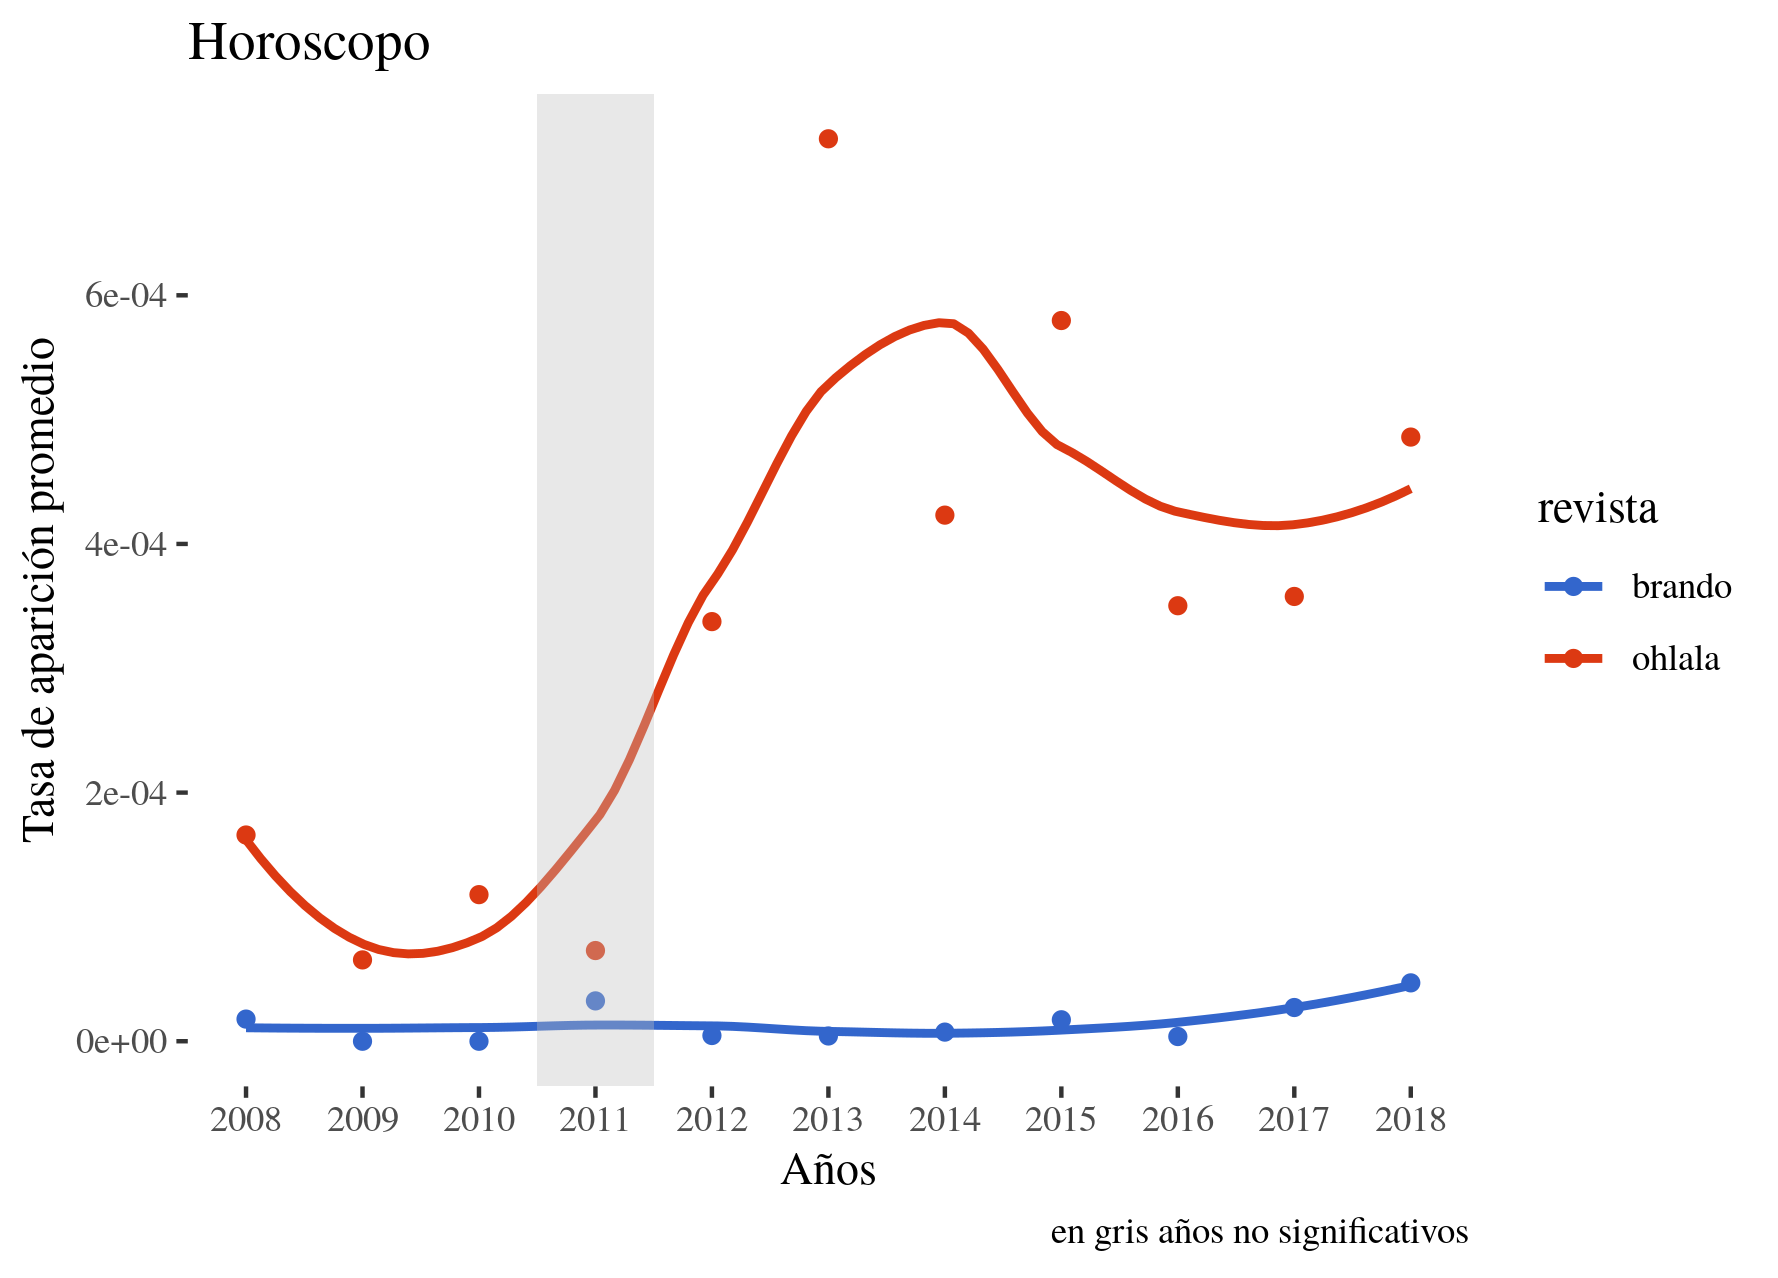 Horoscopo
Tasa de aparición promedio
6e-04
4e-04
2e-04
0e+00
2008 2009 2010 2011 2012 2013 2014 2015 2016 2017 2018
Años
revista
brando
ohlala
en gris años no significativos